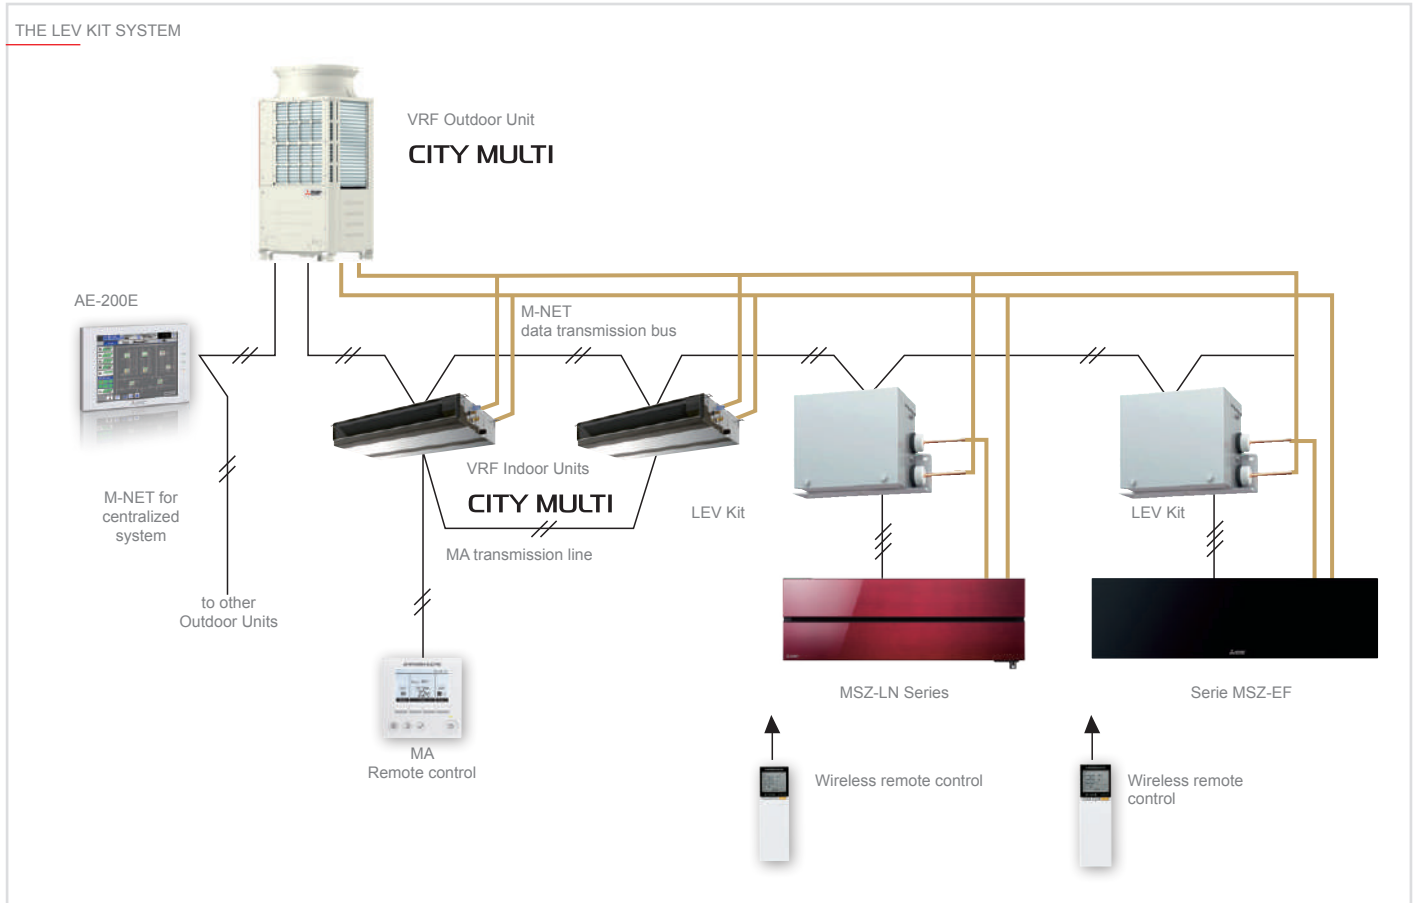 THE LEV KIT SYSTEM
VRF Outdoor Unit
CITY MULTI
AE-200E
M-NET
data transmission bus
VRF Indoor Units
CITY MULTI
M-NET for
centralized
system
LEV Kit
LEV Kit
MA transmission line
to other
Outdoor Units
MSZ-LN Series
Serie MSZ-EF
MA
Remote control
Wireless remote control
Wireless remote
control